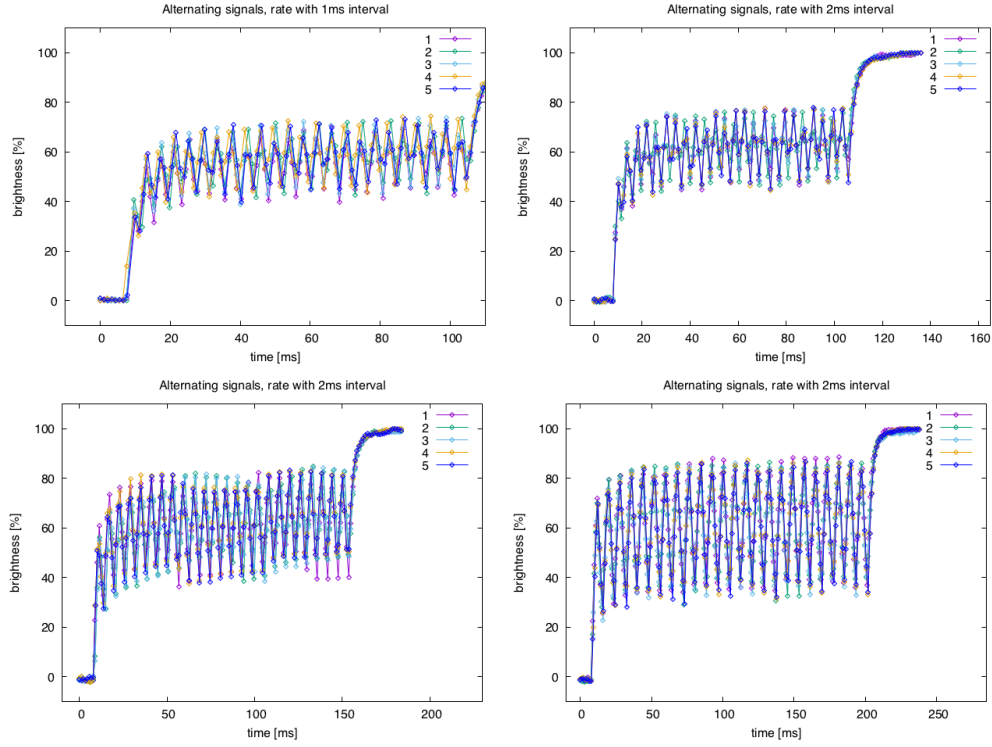 Alternating signals, rate with 1ms interval
brightness [%]
100
80
60
40
20
0
1
2
3
4
5
0 20 40 60 80 100
time [ms]
Alternating signals, rate with 2ms interval
brightness [%]
100
80
60
40
20
0
1
2
3
4
5
0 20 40 60 80 100 120 140 160
time [ms]
Alternating signals, rate with 2ms interval
brightness [%]
100
80
60
40
20
0
1
2
3
4
5
0 50 100 150 200
time [ms]
Alternating signals, rate with 2ms interval
brightness [%]
100
80
60
40
20
0
1
2
3
4
5
0 50 100 150 200 250
time [ms]